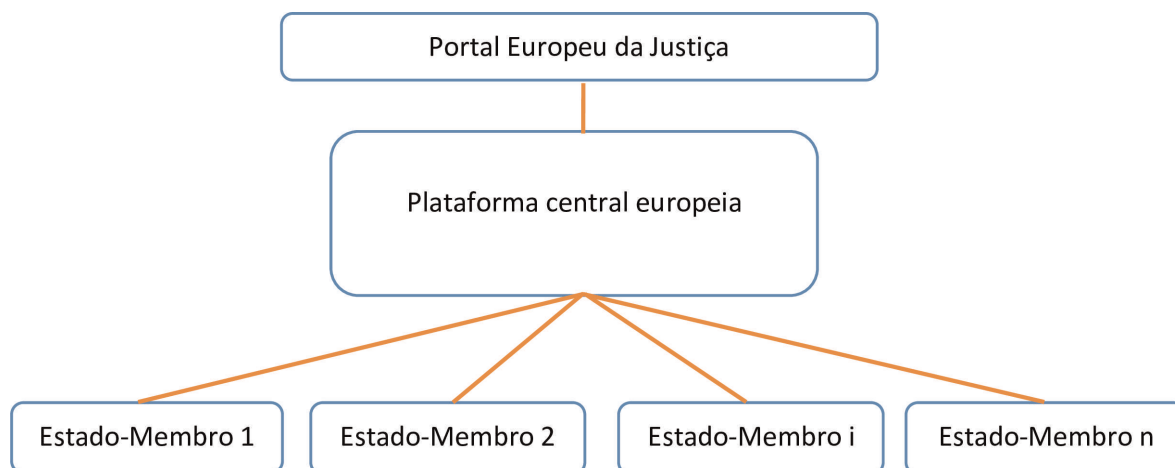 Portal Europeu da Justiça
Plataforma central europeia
Estado-Membro 1
Estado-Membro 2
Estado-Membro i
Estado-Membro n